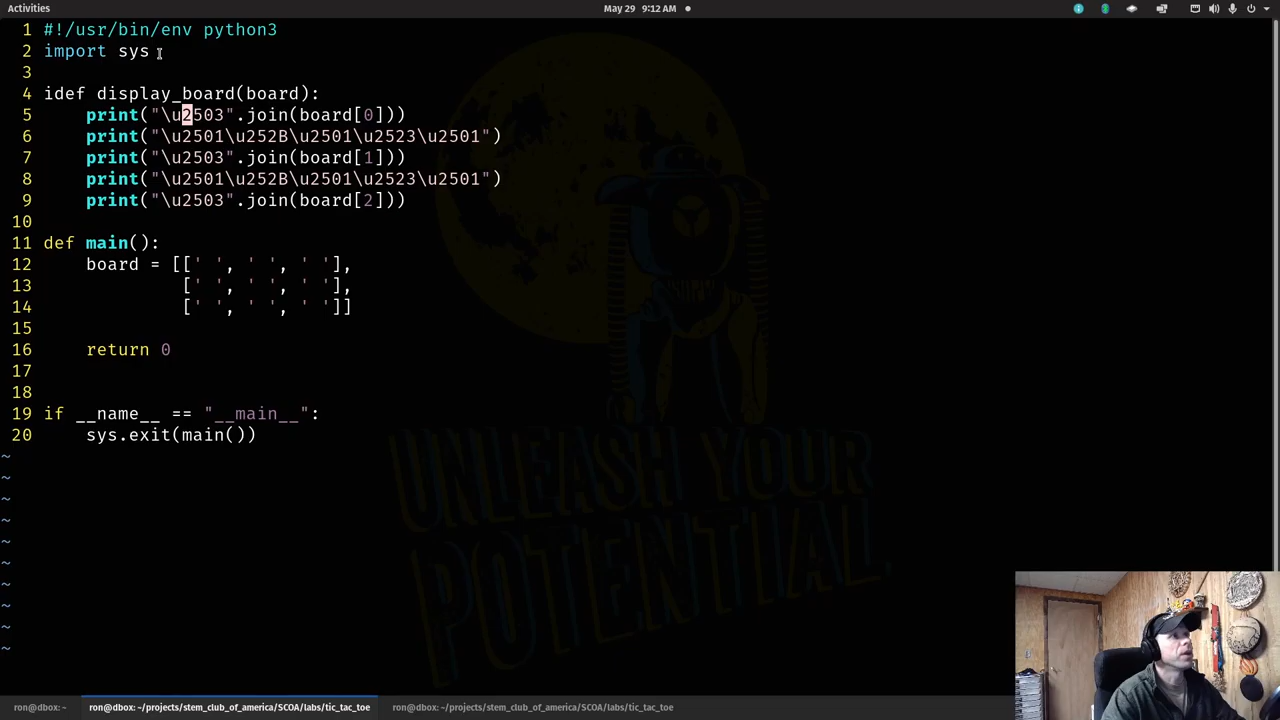 Activities
May 29 9:12 AM
1 #!/usr/bin/env python3
2 import sys
3
4 idef display_board(board):
5     print("\u2503".join(board[0]))
6     print("\u2501\u252B\u2501\u2523\u2501")
7     print("\u2503".join(board[1]))
8     print("\u2501\u252B\u2501\u2523\u2501")
9     print("\u2503".join(board[2]))
10
11 def main():
12     board = [[' ', ' ', ' '],
13              [' ', ' ', ' '],
14              [' ', ' ', ' ']]
15
16     return 0
17
18
19 if __name__ == "__main__":
20     sys.exit(main())
~
~
~
~
~
~
~
~
~
~
UNLEASH YOUR
POTENTIAL
ron@dbox: ~
ron@dbox: ~/projects/stem_club_of_america/SCOA/labs/tic_tac_toe
ron@dbox: ~/projects/stem_club_of_america/SCOA/labs/tic_tac_toe